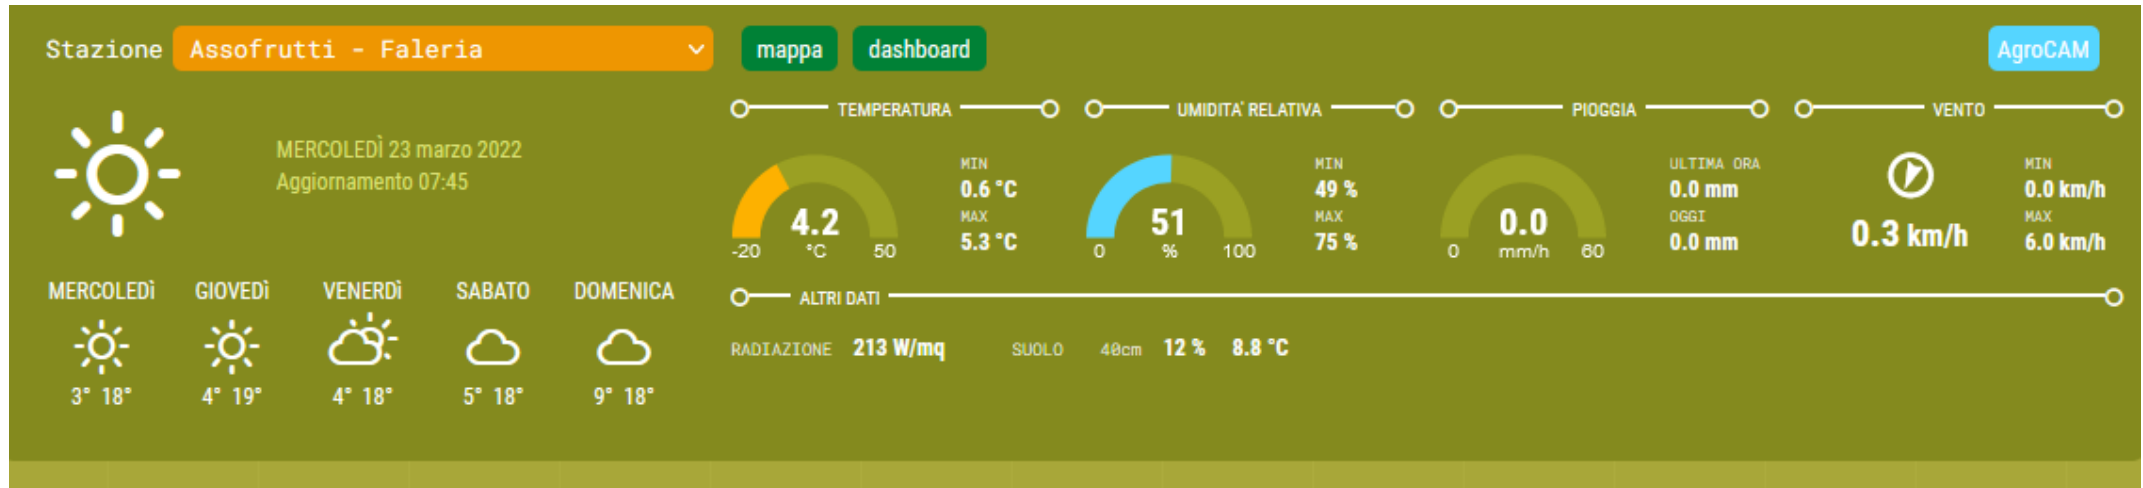 Stazione Assofrutti - Faleria mappa dashboard AgroCAM
MERCOLEDÌ 23 marzo 2022
Aggiornamento 07:45
MERCOLEDÌ GIOVEDÌ VENERDÌ SABATO DOMENICA
3° 18° 4° 19° 4° 18° 5° 18° 9° 18°
TEMPERATURA
4.2
-20 °C 50
MIN
0.6 °C
MAX
5.3 °C
UMIDITA' RELATIVA
51
0 % 100
MIN
49 %
MAX
75 %
PIOGGIA
0.0
0 mm/h 60
ULTIMA ORA
0.0 mm
OGGI
0.0 mm
VENTO
0.3 km/h
MIN
0.0 km/h
MAX
6.0 km/h
ALTRI DATI
RADIAZIONE 213 W/mq SUOLO 40cm 12 % 8.8 °C